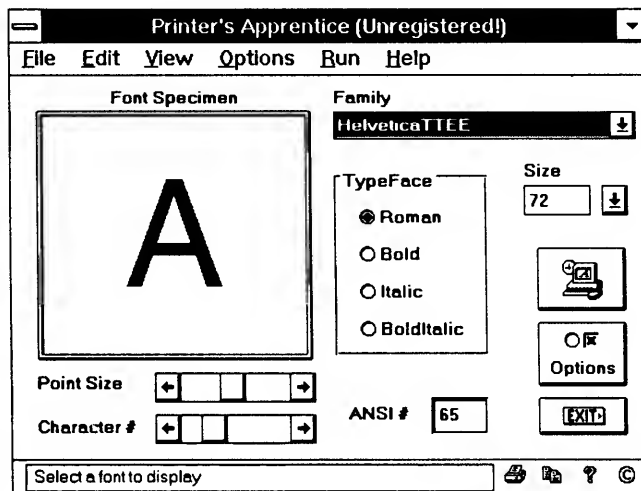 Printer's Apprentice (Unregistered!)
File Edit View Options Run Help
Font Specimen
Family
HelveticaTTEE
A
TypeFace
Roman
Bold
Italic
BoldItalic
Size
72
Options
Point Size
Character #
ANSI # 65
EXIT
Select a font to display
? ©